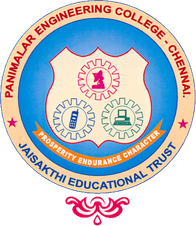 PANIMALAR ENGINEERING COLLEGE - CHENNAI
PROSPERITY ENDURANCE CHARACTER
JAISAKTHI EDUCATIONAL TRUST